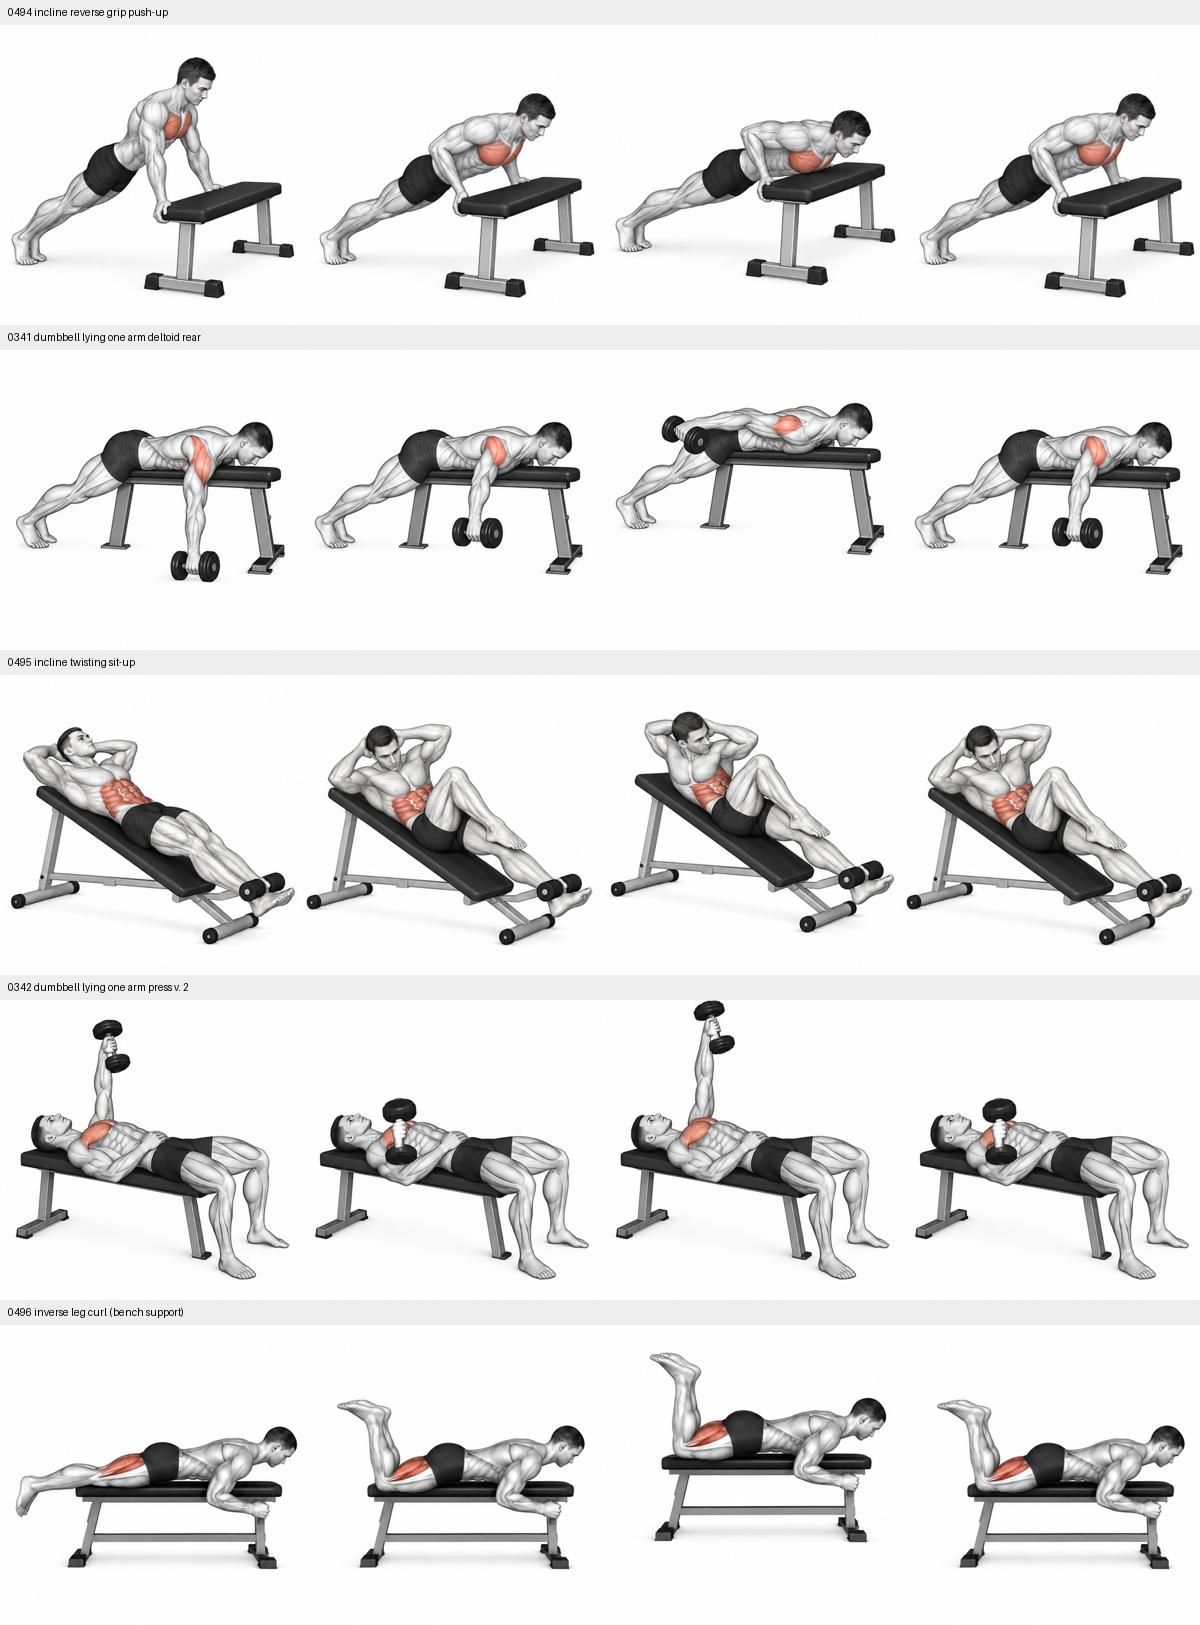 0494 incline reverse grip push-up
0341 dumbbell lying one arm deltoid rear
0495 incline twisting sit-up
0342 dumbbell lying one arm press v. 2
0496 inverse leg curl (bench support)